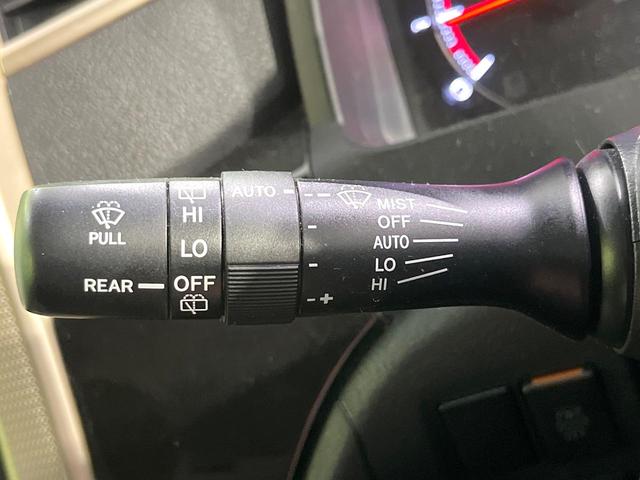 PULL
REAR
HI
LO
OFF
AUTO
- +
MIST
OFF
AUTO
LO
HI